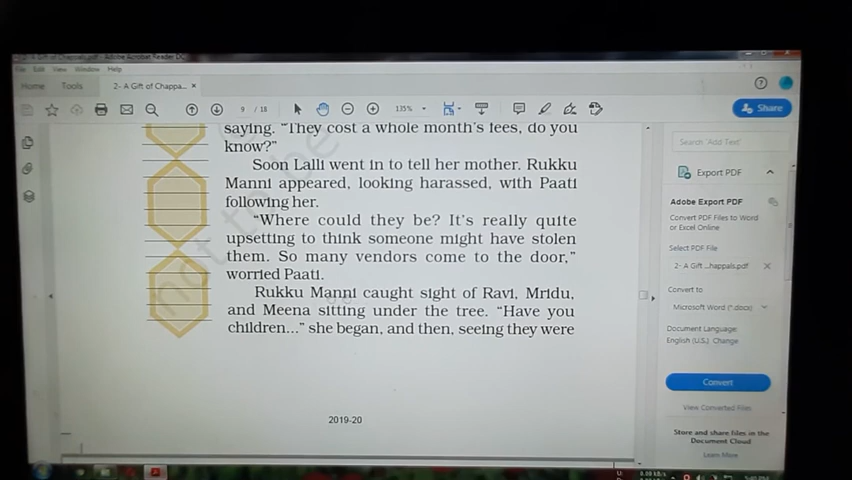 2- A Gift of Chappals.pdf - Adobe Acrobat Reader DC
File Edit View Window Help
Home Tools 2- A Gift of Chappa... ×
9 / 18 135% Share
saying. “They cost a whole month’s fees, do you
know?”
Soon Lalli went in to tell her mother. Rukku
Manni appeared, looking harassed, with Paati
following her.
“Where could they be? It’s really quite
upsetting to think someone might have stolen
them. So many vendors come to the door,”
worried Paati.
Rukku Manni caught sight of Ravi, Mridu,
and Meena sitting under the tree. “Have you
children...” she began, and then, seeing they were
2019-20
not to be
Search 'Add Text'
Export PDF
Adobe Export PDF
Convert PDF Files to Word
or Excel Online
Select PDF File
2- A Gift ...happals.pdf ×
Convert to
Microsoft Word (*.docx)
Document Language:
English (U.S.) Change
Convert
View Converted Files
Store and share files in the
Document Cloud
Learn More